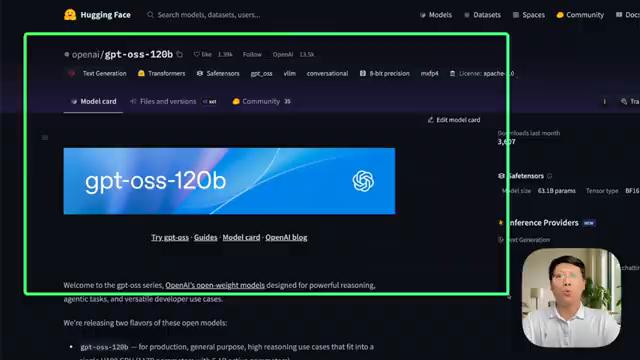 Hugging Face
Search models, datasets, users...
Models
Datasets
Spaces
Community
Docs
openai/gpt-oss-120b
like 1.39k
Follow
OpenAI 13.5k
Text Generation
Transformers
Safetensors
gpt_oss
vllm
conversational
8-bit precision
mxfp4
License: apache-2.0
Model card
Files and versions
xet
Community 35
Tra
Edit model card
Downloads last month
3,607
gpt-oss-120b
Safetensors
Model size 63.1B params Tensor type BF16
Inference Providers NEW
Text Generation
Try gpt-oss · Guides · Model card · OpenAI blog
Welcome to the gpt-oss series, OpenAI's open-weight models designed for powerful reasoning,
agentic tasks, and versatile developer use cases.
We're releasing two flavors of these open models:
gpt-oss-120b — for production, general purpose, high reasoning use cases that fit into a